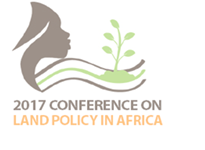 2017 CONFERENCE ON
LAND POLICY IN AFRICA